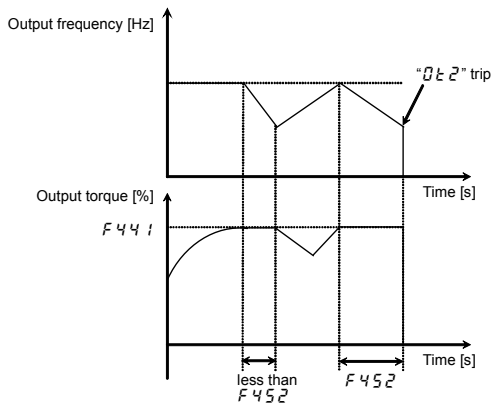 Output frequency [Hz]
“Ot2” trip
Time [s]
Output torque [%]
F441
Time [s]
less than
F452
F452